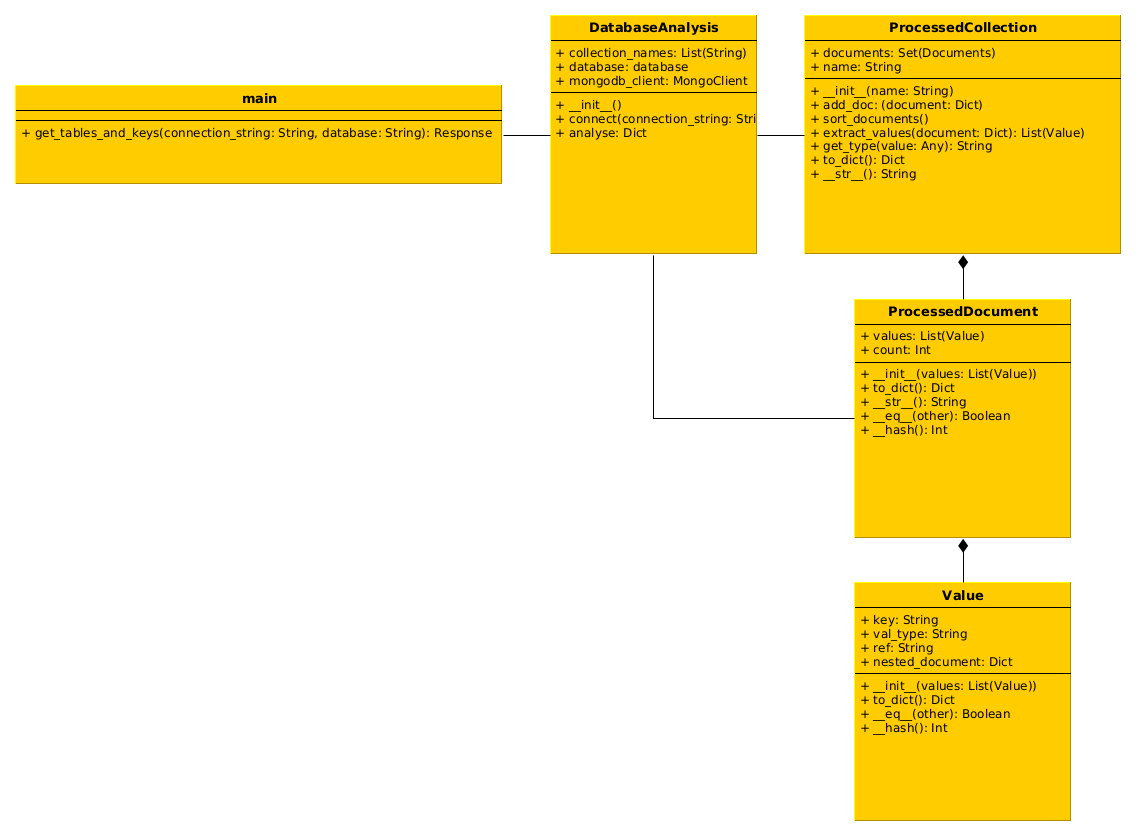 main
+ get_tables_and_keys(connection_string: String, database: String): Response
DatabaseAnalysis
+ collection_names: List(String)
+ database: database
+ mongodb_client: MongoClient
+ __init__()
+ connect(connection_string: Stri
+ analyse: Dict
ProcessedCollection
+ documents: Set(Documents)
+ name: String
+ __init__(name: String)
+ add_doc: (document: Dict)
+ sort_documents()
+ extract_values(document: Dict): List(Value)
+ get_type(value: Any): String
+ to_dict(): Dict
+ __str__(): String
ProcessedDocument
+ values: List(Value)
+ count: Int
+ __init__(values: List(Value))
+ to_dict(): Dict
+ __str__(): String
+ __eq__(other): Boolean
+ __hash(): Int
Value
+ key: String
+ val_type: String
+ ref: String
+ nested_document: Dict
+ __init__(values: List(Value))
+ to_dict(): Dict
+ __eq__(other): Boolean
+ __hash(): Int